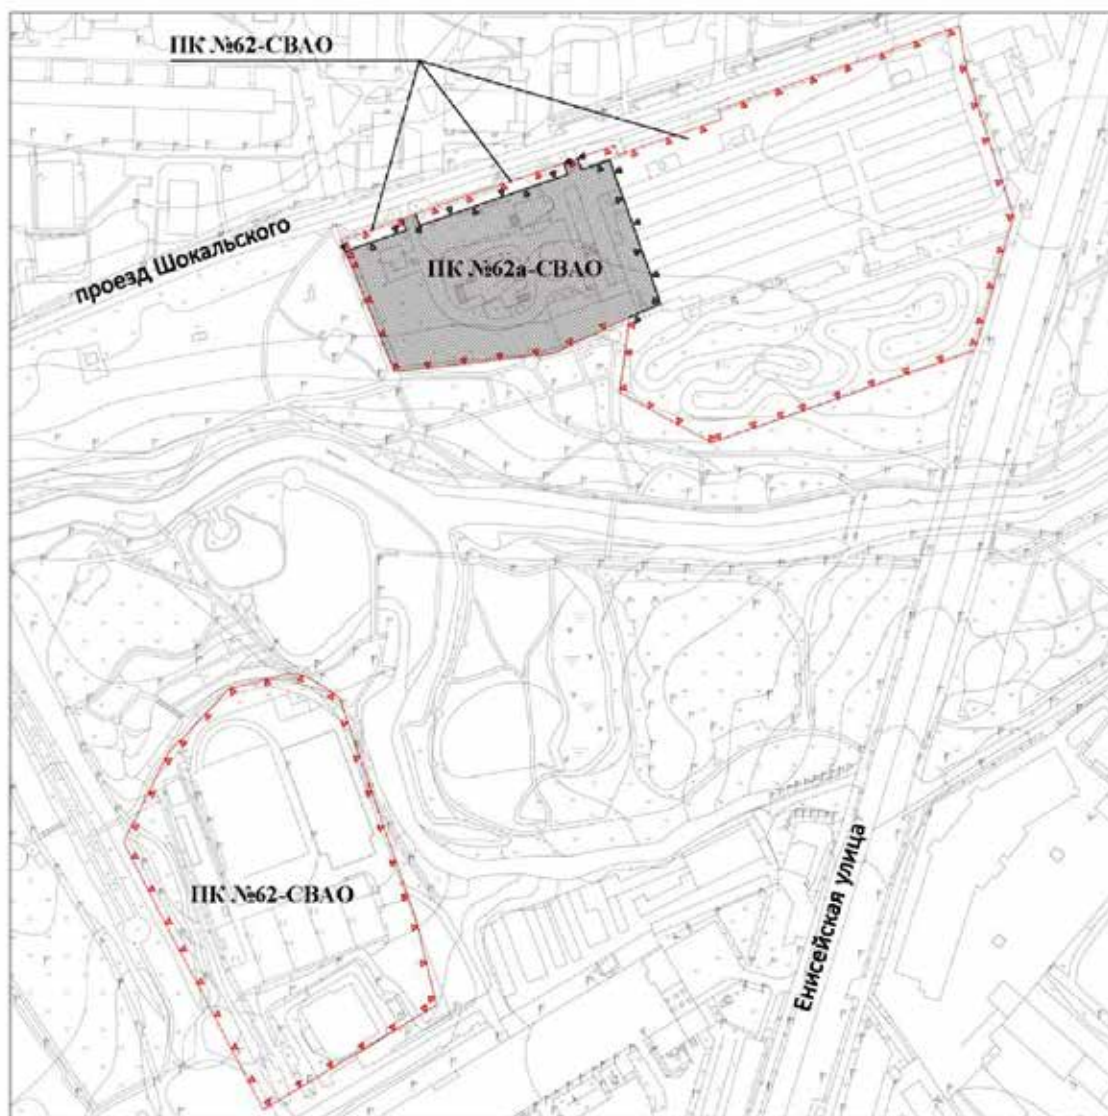 ПК №62-СВАО
проезд Шокальского
ПК №62а-СВАО
ПК №62-СВАО
Енисейская улица